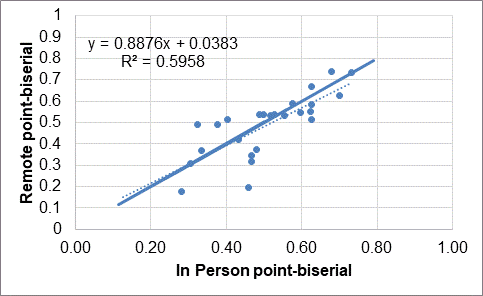 y = 0.8876x + 0.0383
R² = 0.5958
Remote point-biserial
1
0.9
0.8
0.7
0.6
0.5
0.4
0.3
0.2
0.1
0
0.00 0.20 0.40 0.60 0.80 1.00
In Person point-biserial